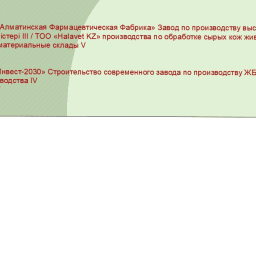 Алматинская Фармацевтическая Фабрика» Завод по производству выс
істері III / ТОО «Halavet KZ» производства по обработке сырых кож жив
материальные склады V
нвест-2030» Строительство современного завода по производству ЖБ
водства IV